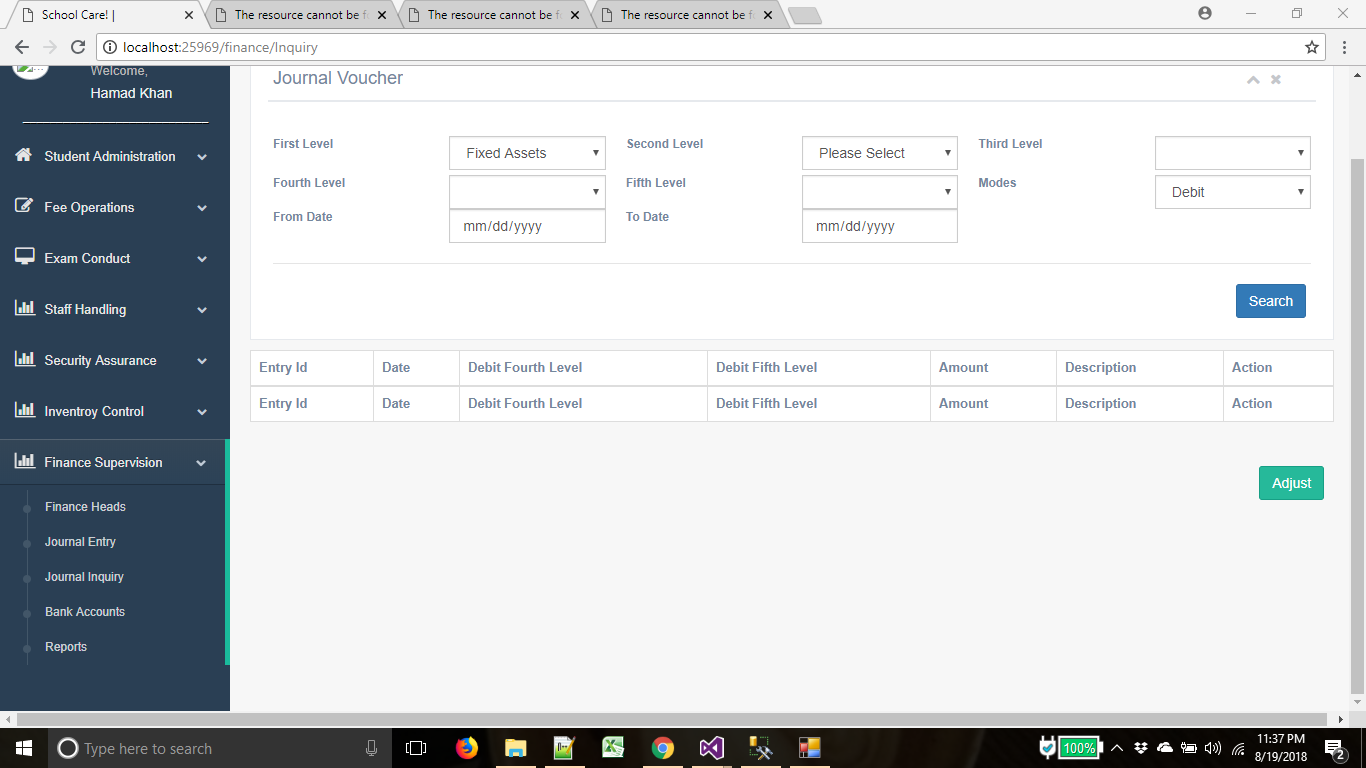 School Care! |
The resource cannot be f
The resource cannot be f
The resource cannot be f
localhost:25969/finance/Inquiry
Welcome,
Hamad Khan
Student Administration
Fee Operations
Exam Conduct
Staff Handling
Security Assurance
Inventroy Control
Finance Supervision
Finance Heads
Journal Entry
Journal Inquiry
Bank Accounts
Reports
Journal Voucher
First Level Fixed Assets Second Level Please Select Third Level
Fourth Level Fifth Level Modes Debit
From Date mm/dd/yyyy To Date mm/dd/yyyy
Search
Entry Id Date Debit Fourth Level Debit Fifth Level Amount Description Action
Entry Id Date Debit Fourth Level Debit Fifth Level Amount Description Action
Adjust
Type here to search
100%
11:37 PM
8/19/2018
2